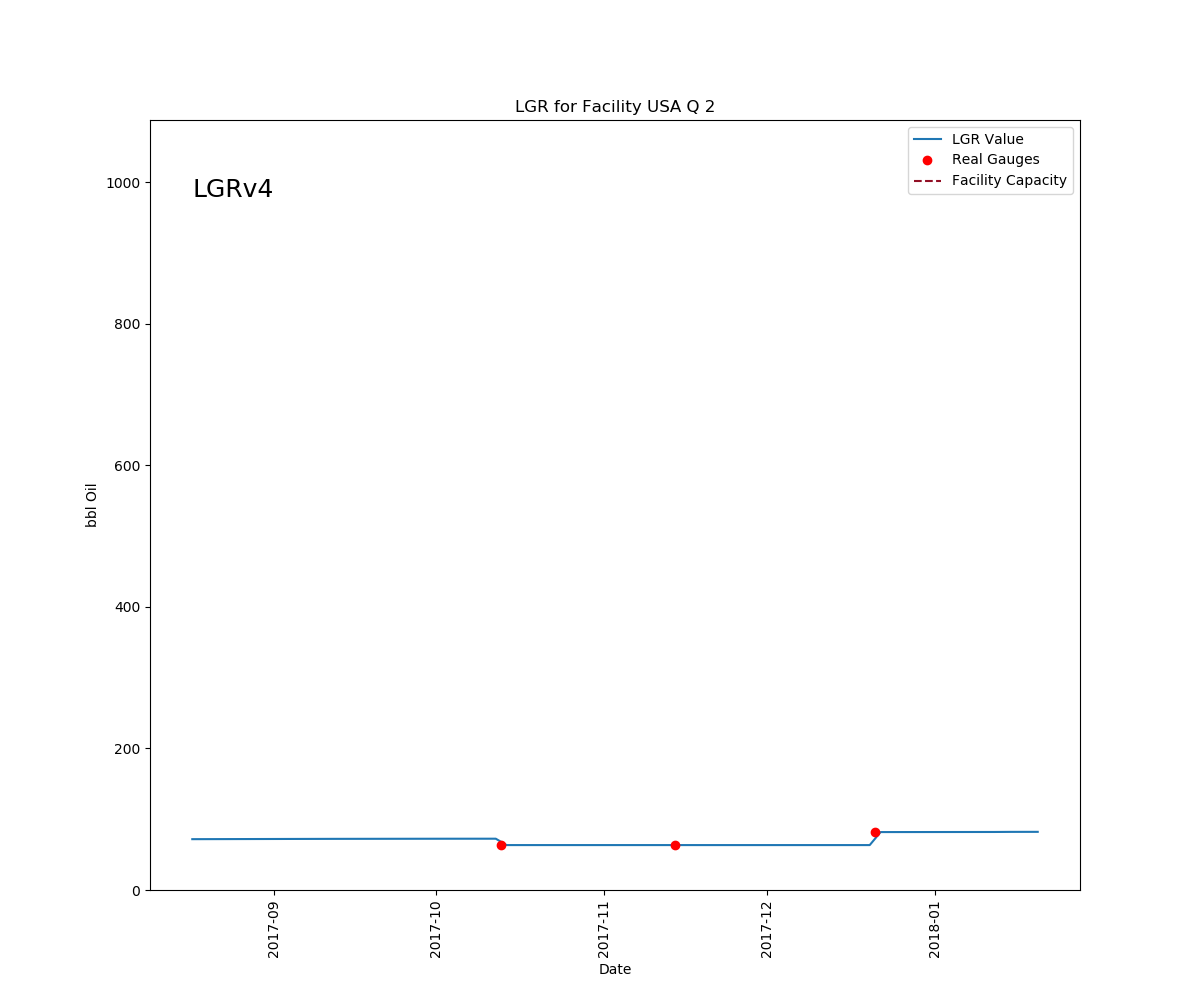 LGR for Facility USA Q 2
LGR Value
Real Gauges
Facility Capacity
LGRv4
1000
800
600
400
200
0
bbl Oil
2017-09
2017-10
2017-11
2017-12
2018-01
Date